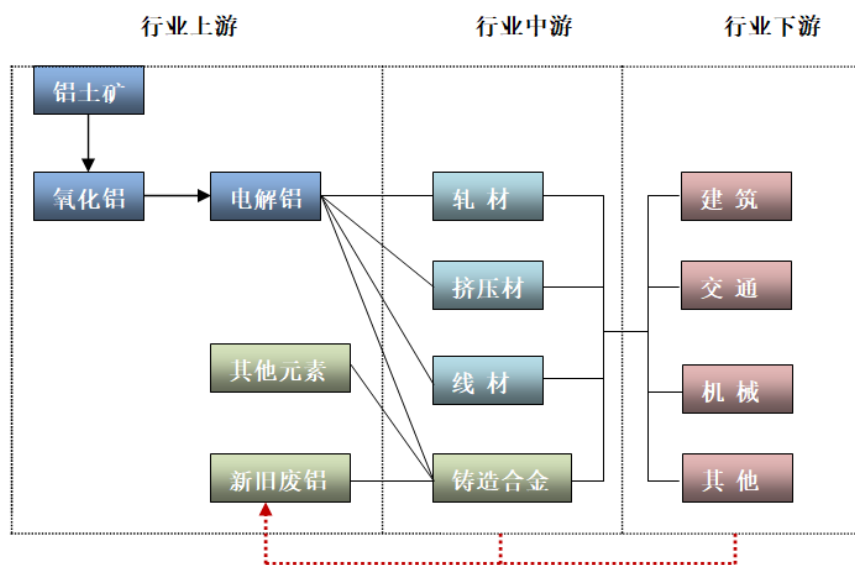 行业上游
行业中游
行业下游
铝土矿
氧化铝
电解铝
轧 材
建 筑
挤压材
交 通
其他元素
线 材
机 械
新旧废铝
铸造合金
其 他